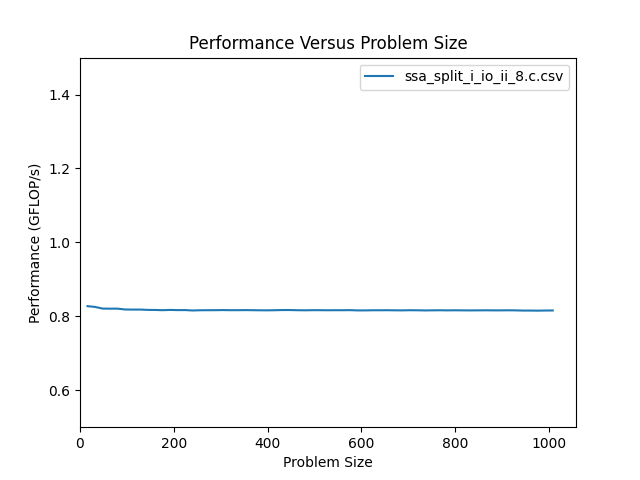 Performance Versus Problem Size
ssa_split_i_io_ii_8.c.csv
Performance (GFLOP/s)
1.4
1.2
1.0
0.8
0.6
0
200
400
600
800
1000
Problem Size